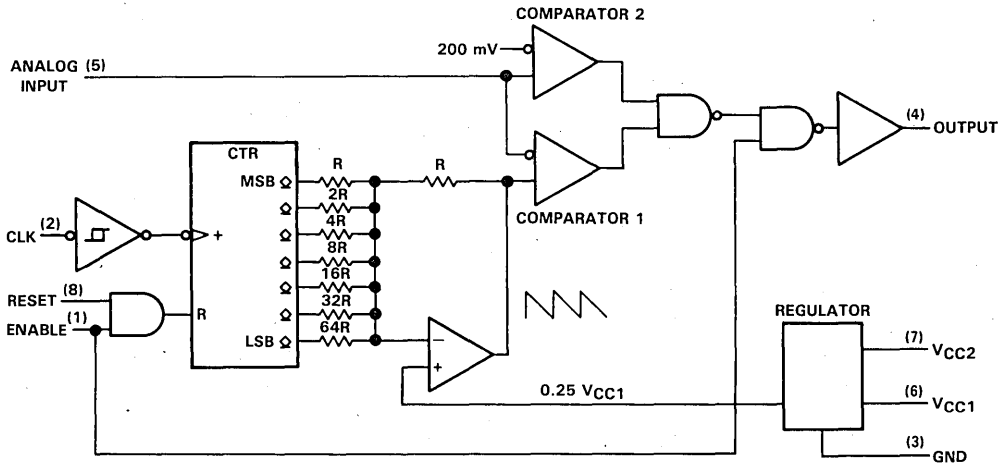 COMPARATOR 2
200 mV
ANALOG (5)
INPUT
(4)
OUTPUT
CTR
MSB
R
R
2R
4R
8R
16R
32R
64R
LSB
COMPARATOR 1
CLK (2)
+
RESET (8)
ENABLE (1)
R
−
+
0.25 VCC1
REGULATOR
(7)
VCC2
(6)
VCC1
(3)
GND